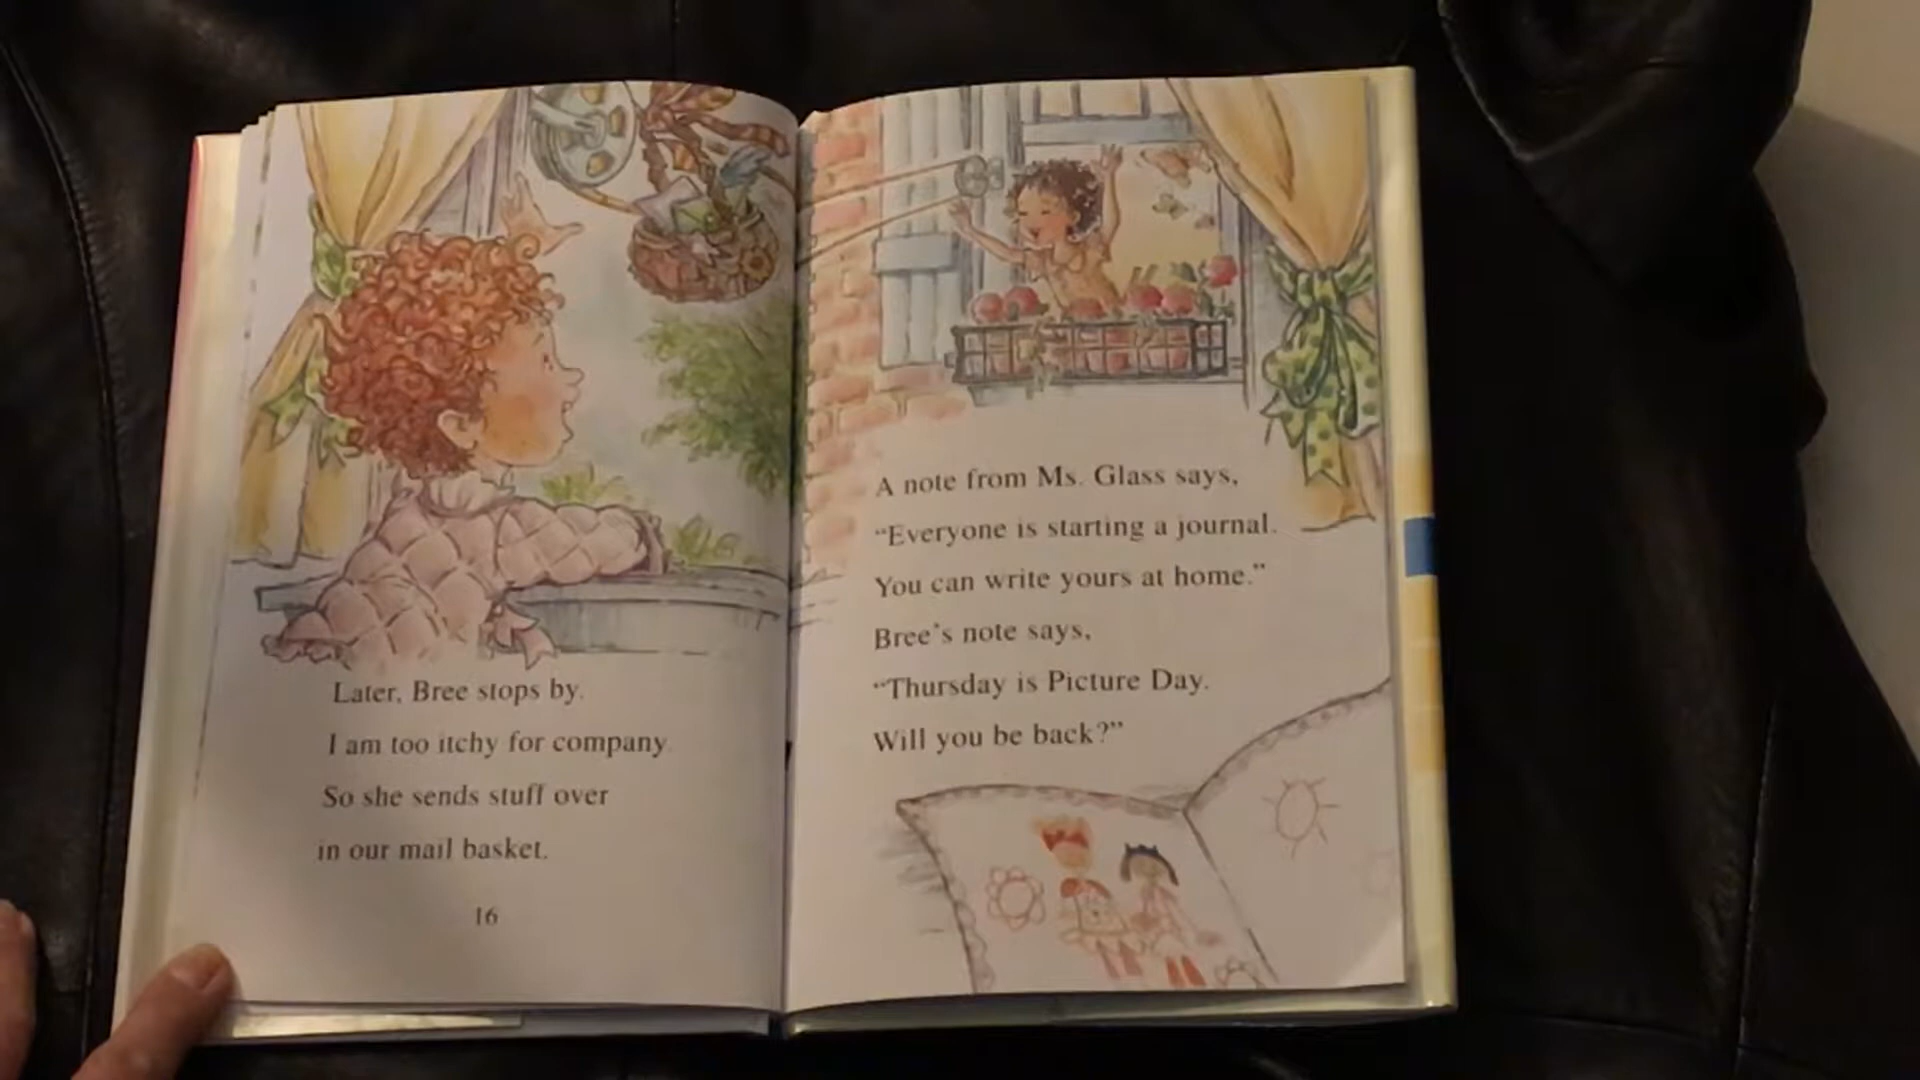 Later, Bree stops by.
I am too itchy for company.
So she sends stuff over
in our mail basket.
16
A note from Ms. Glass says,
“Everyone is starting a journal.
You can write yours at home.”
Bree’s note says,
“Thursday is Picture Day.
Will you be back?”